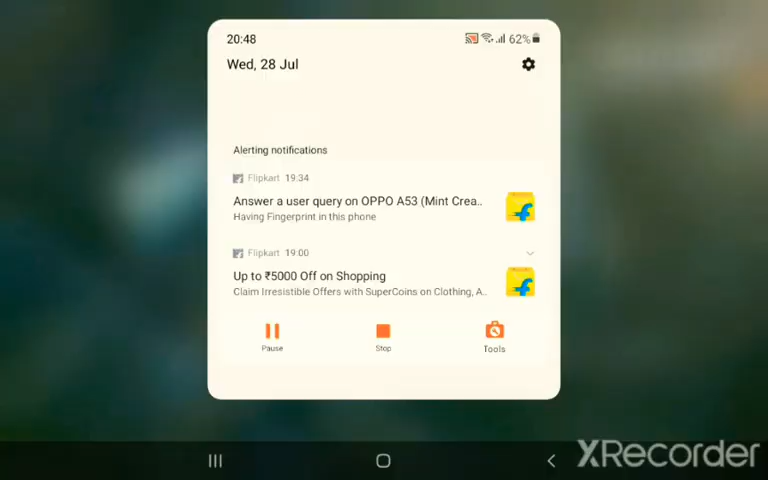 20:48 62%
Wed, 28 Jul
Alerting notifications
Flipkart 19:34
Answer a user query on OPPO A53 (Mint Crea..
Having Fingerprint in this phone
Flipkart 19:00
Up to ₹5000 Off on Shopping
Claim Irresistible Offers with SuperCoins on Clothing, A..
Pause Stop Tools
XRecorder